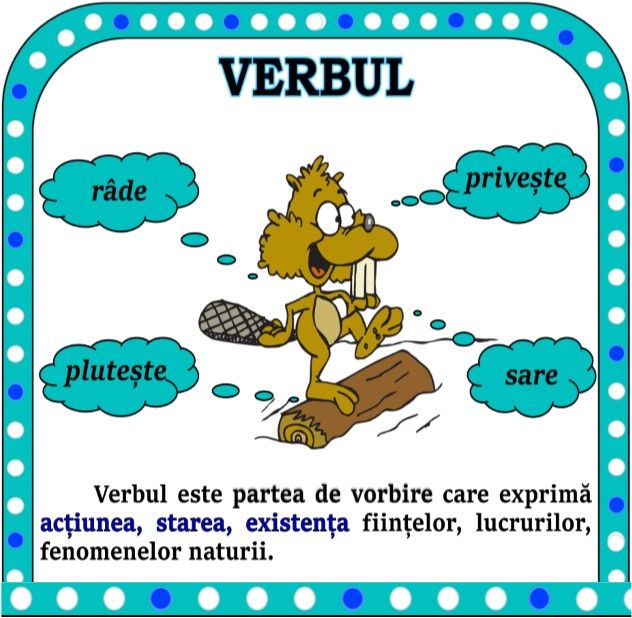 VERBUL
râde
privește
plutește
sare
Verbul este partea de vorbire care exprimă
acțiunea, starea, existența ființelor, lucrurilor,
fenomenelor naturii.